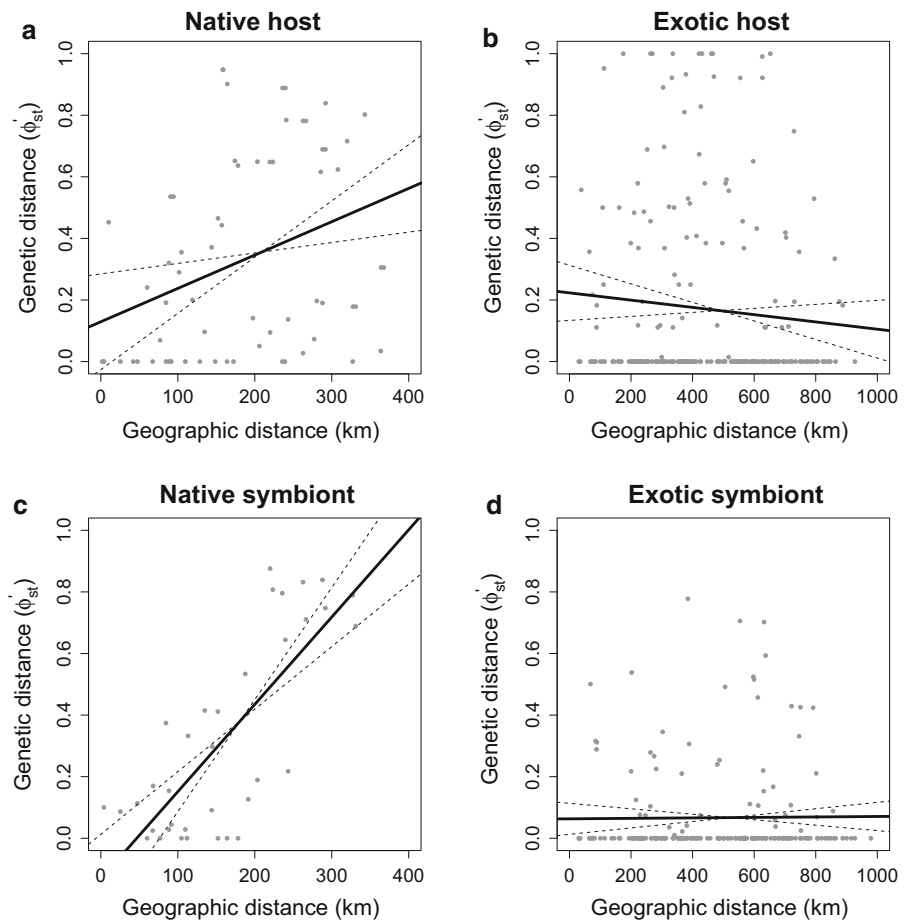 a
Native host
Genetic distance (ϕ'st)
1.0
0.8
0.6
0.4
0.2
0.0
0 100 200 300 400
Geographic distance (km)
b
Exotic host
Genetic distance (ϕ'st)
1.0
0.8
0.6
0.4
0.2
0.0
0 200 400 600 800 1000
Geographic distance (km)
c
Native symbiont
Genetic distance (ϕ'st)
1.0
0.8
0.6
0.4
0.2
0.0
0 100 200 300 400
Geographic distance (km)
d
Exotic symbiont
Genetic distance (ϕ'st)
1.0
0.8
0.6
0.4
0.2
0.0
0 200 400 600 800 1000
Geographic distance (km)